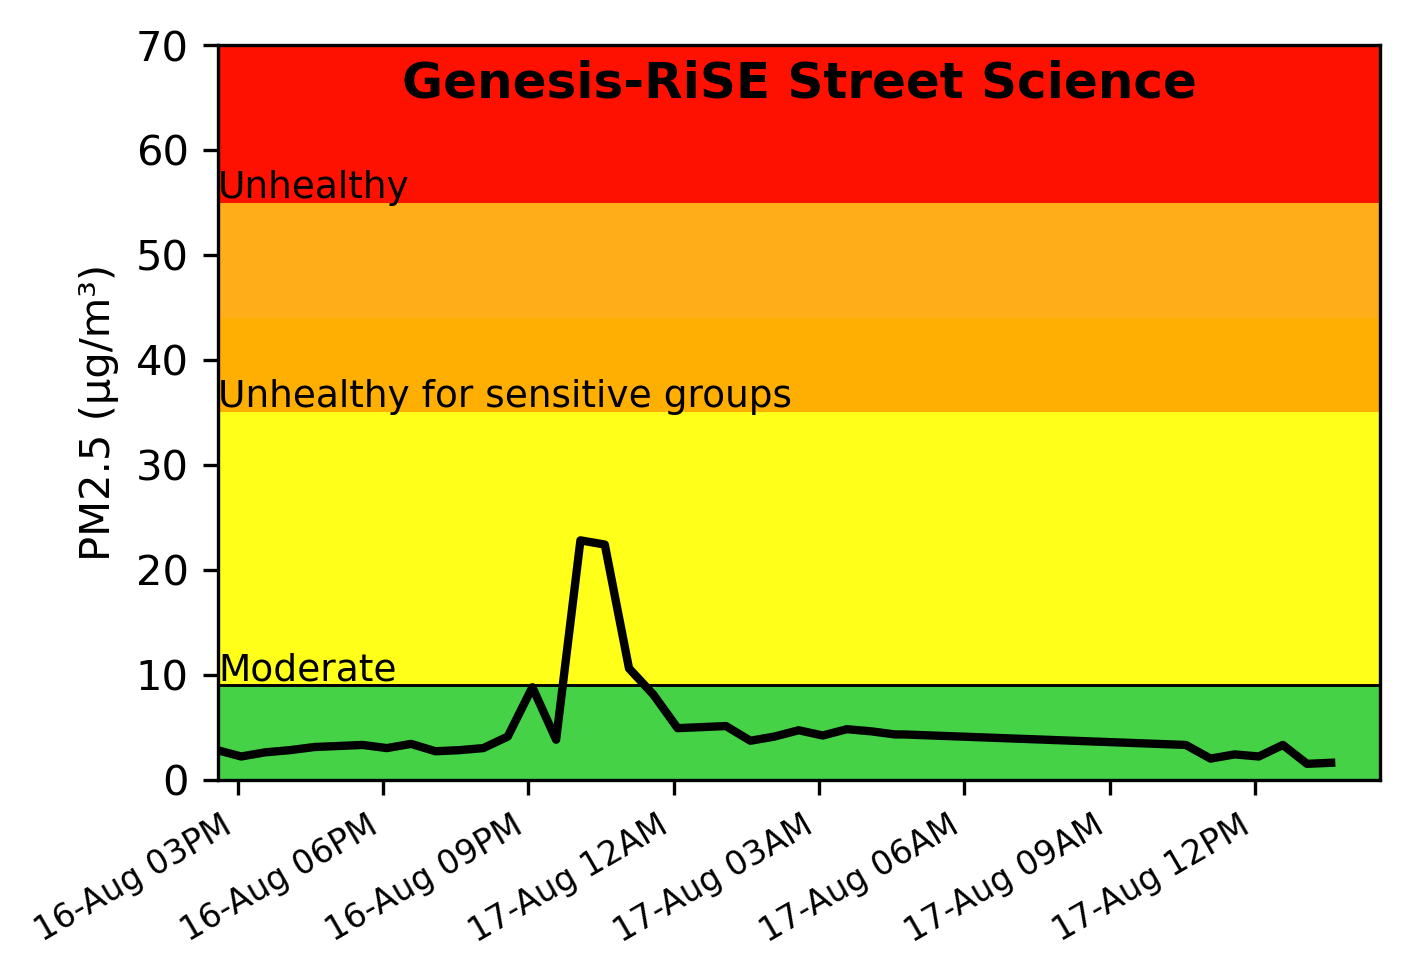 Genesis-RiSE Street Science
PM2.5 (µg/m³)
70
60
Unhealthy
50
40
Unhealthy for sensitive groups
30
20
10
Moderate
0
16-Aug 03PM
16-Aug 06PM
16-Aug 09PM
17-Aug 12AM
17-Aug 03AM
17-Aug 06AM
17-Aug 09AM
17-Aug 12PM